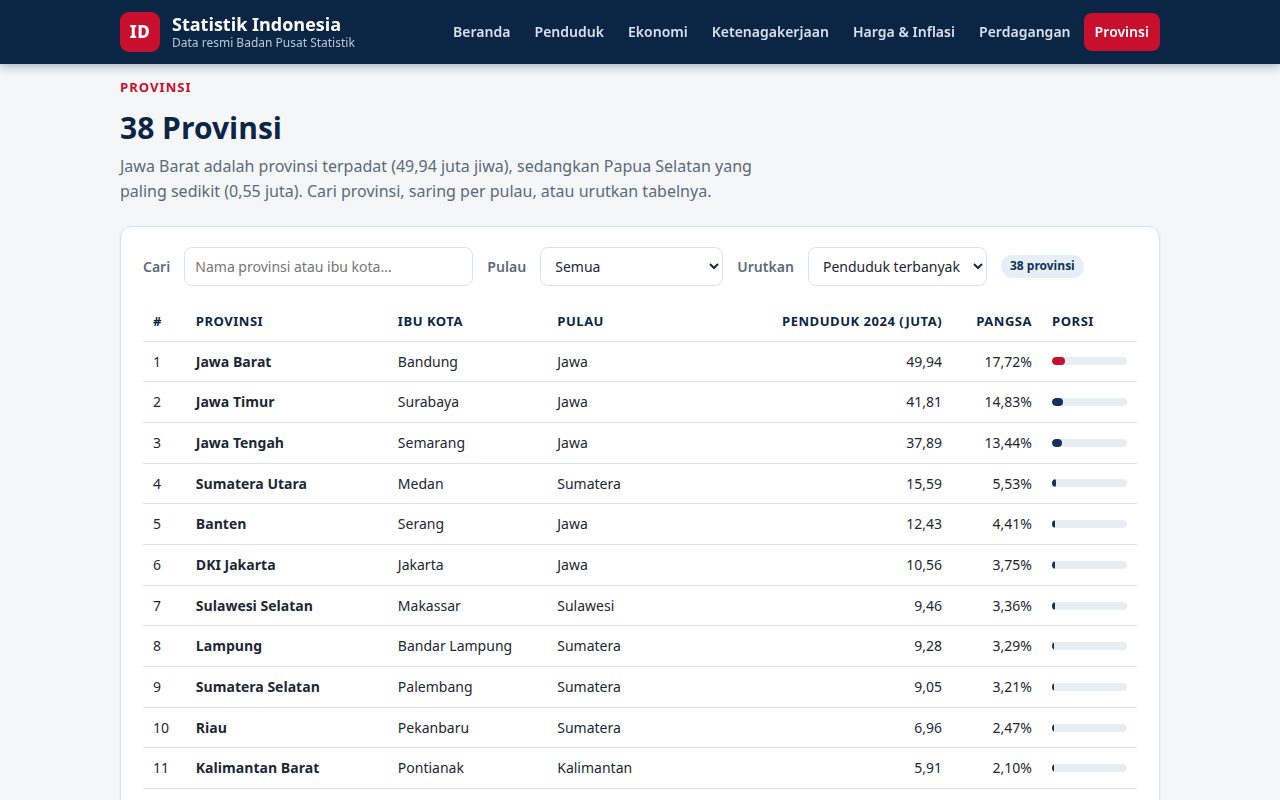 ID
Statistik Indonesia
Data resmi Badan Pusat Statistik
Beranda Penduduk Ekonomi Ketenagakerjaan Harga & Inflasi Perdagangan Provinsi
PROVINSI
38 Provinsi
Jawa Barat adalah provinsi terpadat (49,94 juta jiwa), sedangkan Papua Selatan yang
paling sedikit (0,55 juta). Cari provinsi, saring per pulau, atau urutkan tabelnya.
Cari Nama provinsi atau ibu kota... Pulau Semua Urutkan Penduduk terbanyak 38 provinsi
# PROVINSI IBU KOTA PULAU PENDUDUK 2024 (JUTA) PANGSA PORSI
1 Jawa Barat Bandung Jawa 49,94 17,72%
2 Jawa Timur Surabaya Jawa 41,81 14,83%
3 Jawa Tengah Semarang Jawa 37,89 13,44%
4 Sumatera Utara Medan Sumatera 15,59 5,53%
5 Banten Serang Jawa 12,43 4,41%
6 DKI Jakarta Jakarta Jawa 10,56 3,75%
7 Sulawesi Selatan Makassar Sulawesi 9,46 3,36%
8 Lampung Bandar Lampung Sumatera 9,28 3,29%
9 Sumatera Selatan Palembang Sumatera 9,05 3,21%
10 Riau Pekanbaru Sumatera 6,96 2,47%
11 Kalimantan Barat Pontianak Kalimantan 5,91 2,10%